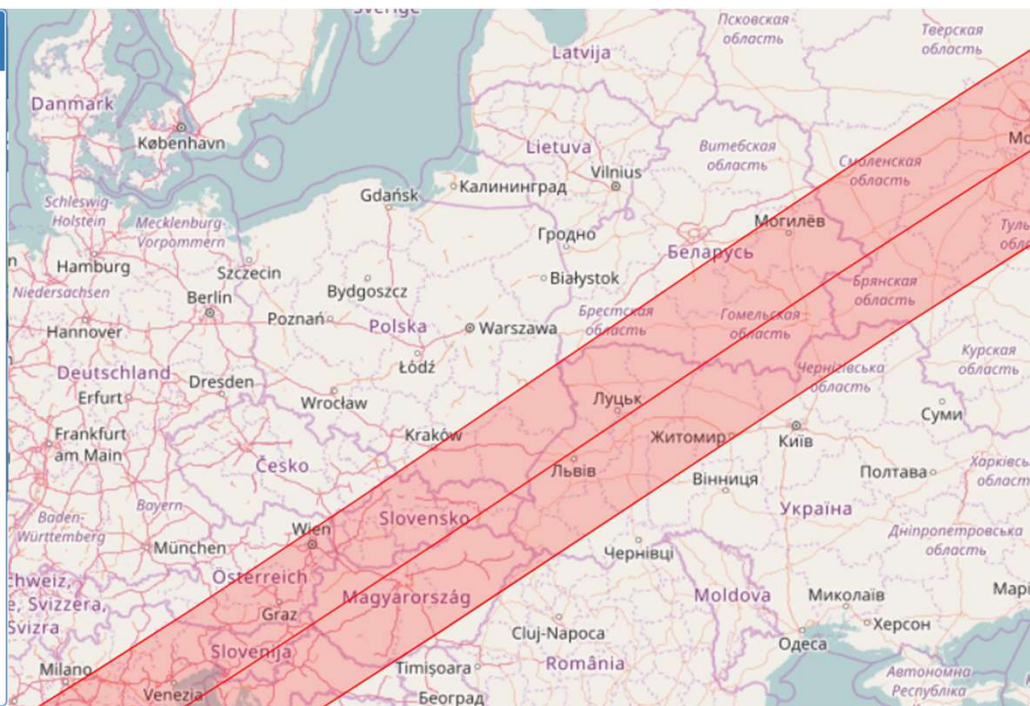 Sverige
Псковская
область
Тверская
область
Latvija
Danmark
København
Lietuva
Vilnius
Витебская
область
Смоленская
область
Калининград
Gdańsk
Schleswig-
Holstein
Mecklenburg-
Vorpommern
Гродно
Могилёв
Беларусь
Hamburg
Szczecin
Białystok
Niedersachsen
Berlin
Bydgoszcz
Брянская
область
Hannover
Poznań
Polska
Warszawa
Брестская
область
Гомельская
область
Łódź
Deutschland
Dresden
Erfurt
Wrocław
Луцьк
Чернігівська
область
Курская
область
Суми
Frankfurt
am Main
Kraków
Житомир
Київ
Česko
Львів
Вінниця
Полтава
Bayern
Baden-
Württemberg
Slovensko
Україна
Wien
München
Дніпропетровська
область
Чернівці
Österreich
Magyarország
Moldova
Миколаїв
Graz
Cluj-Napoca
Херсон
Одеса
Slovenija
România
Milano
Timișoara
Venezia
Београд
Автономна
Республіка